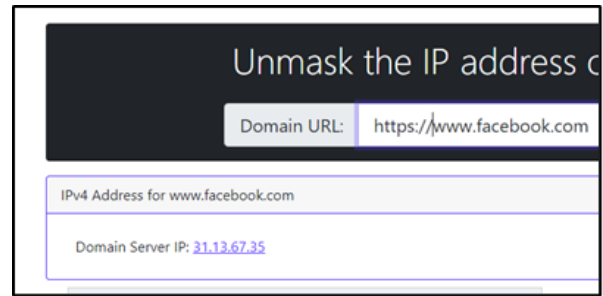 Unmask the IP address
Domain URL: https://www.facebook.com
IPv4 Address for www.facebook.com
Domain Server IP: 31.13.67.35